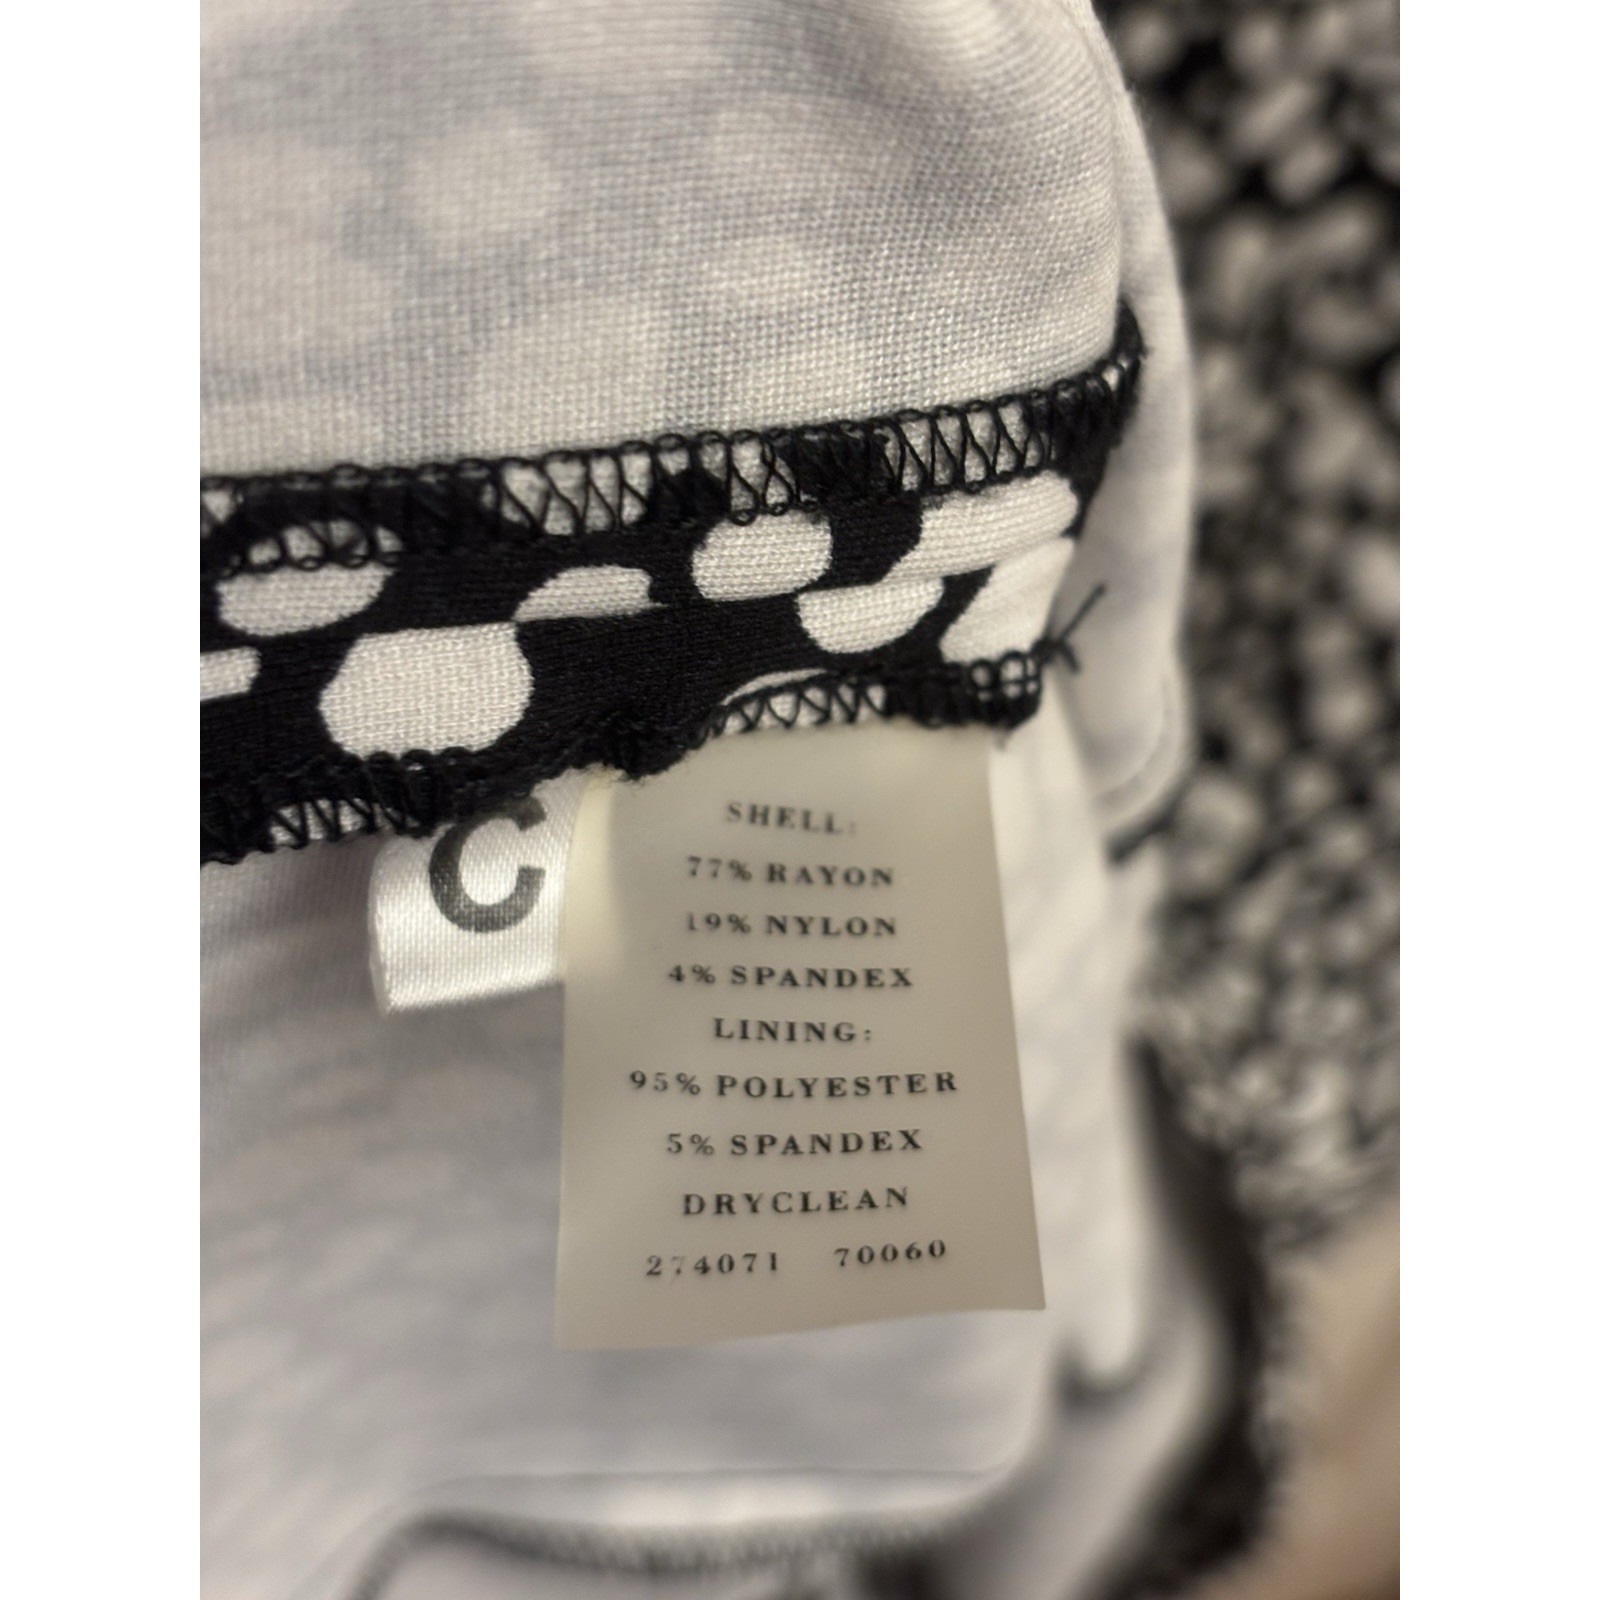 C
SHELL:
77% RAYON
19% NYLON
4% SPANDEX
LINING:
95% POLYESTER
5% SPANDEX
DRYCLEAN
274071 70060